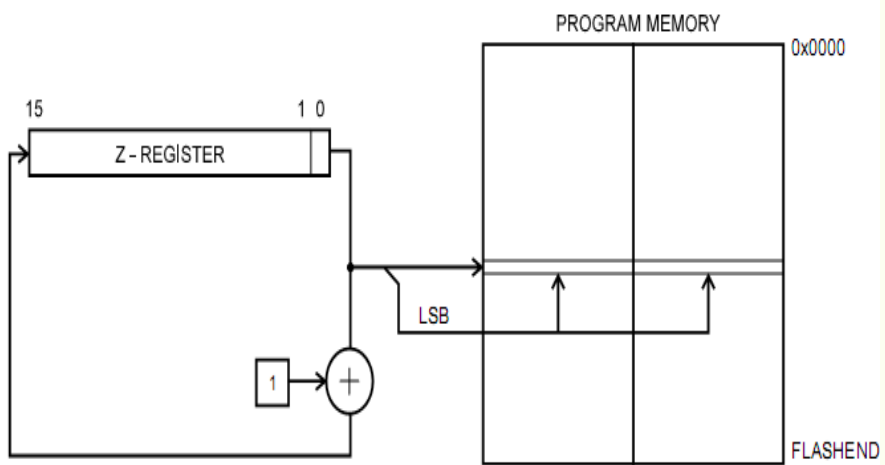 PROGRAM MEMORY
0x0000
15 1 0
Z - REGISTER
LSB
1
FLASHEND